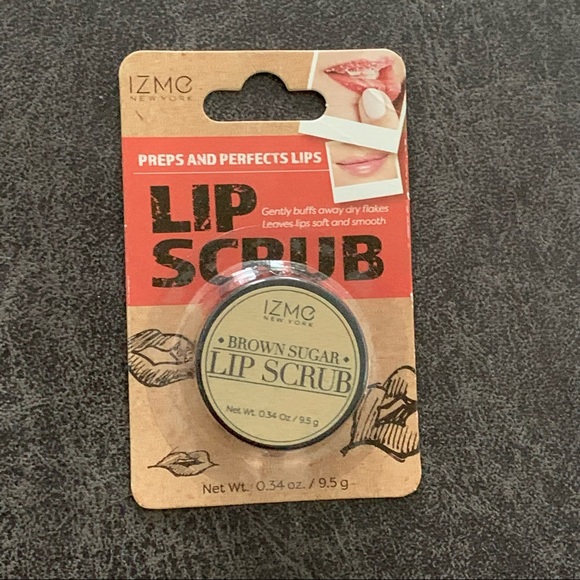 IZMe
NEW YORK
PREPS AND PERFECTS LIPS
LIP
SCRUB
Gently buffs away dry flakes
Leaves lips soft and smooth
IZMe
NEW YORK
• BROWN SUGAR •
LIP SCRUB
Net Wt. 0.34 Oz / 9.5 g
Net Wt. 0.34 oz. / 9.5 g